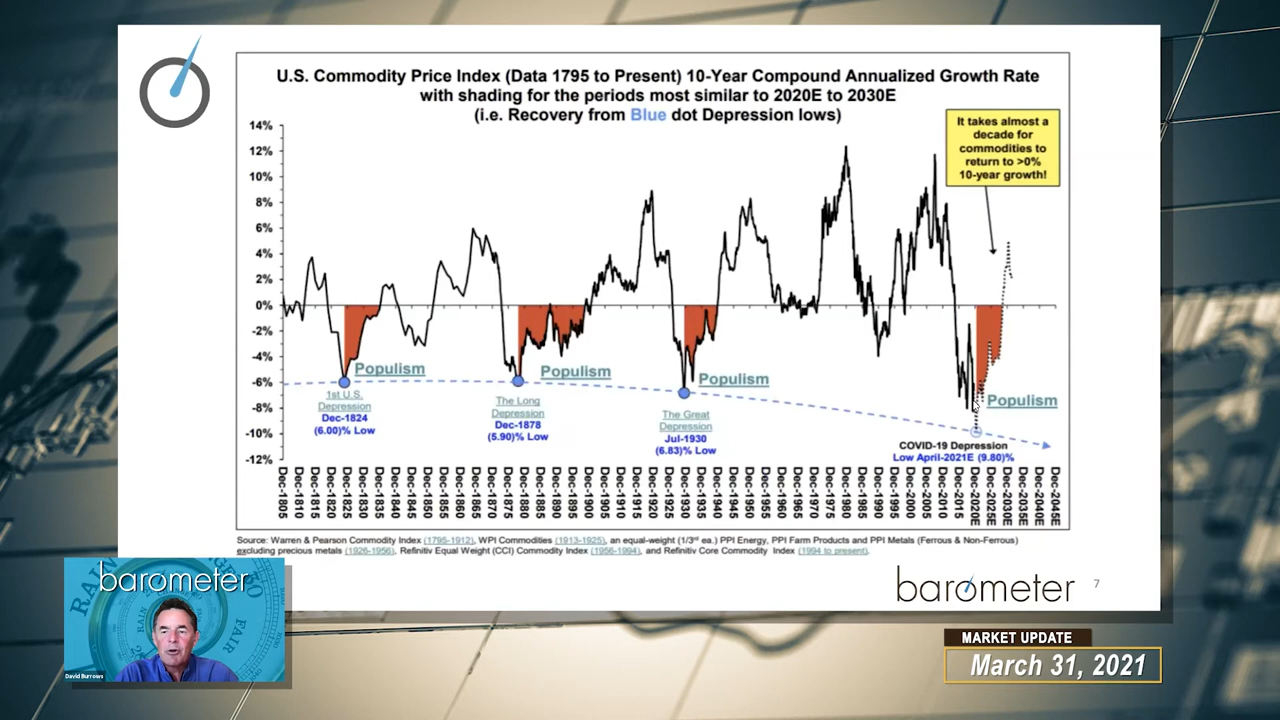 U.S. Commodity Price Index (Data 1795 to Present) 10-Year Compound Annualized Growth Rate
with shading for the periods most similar to 2020E to 2030E
(i.e. Recovery from Blue dot Depression lows)
It takes almost a
decade for
commodities to
return to >0%
10-year growth!
14%
12%
10%
8%
6%
4%
2%
0%
-2%
-4%
-6%
-8%
-10%
-12%
Populism
Populism
Populism
Populism
1st U.S.
Depression
Dec-1824
(6.00)% Low
The Long
Depression
Dec-1878
(5.90)% Low
The Great
Depression
Jul-1930
(6.83)% Low
COVID-19 Depression
Low April-2021E (9.80)%
Dec-1805
Dec-1810
Dec-1815
Dec-1820
Dec-1825
Dec-1830
Dec-1835
Dec-1840
Dec-1845
Dec-1850
Dec-1855
Dec-1860
Dec-1865
Dec-1870
Dec-1875
Dec-1880
Dec-1885
Dec-1890
Dec-1895
Dec-1900
Dec-1905
Dec-1910
Dec-1915
Dec-1920
Dec-1925
Dec-1930
Dec-1935
Dec-1940
Dec-1945
Dec-1950
Dec-1955
Dec-1960
Dec-1965
Dec-1970
Dec-1975
Dec-1980
Dec-1985
Dec-1990
Dec-1995
Dec-2000
Dec-2005
Dec-2010
Dec-2015
Dec-2020E
Dec-2025E
Dec-2030E
Dec-2035E
Dec-2040E
Dec-2045E
Source: Warren & Pearson Commodity Index (1795-1912), WPI Commodities (1913-1925), an equal-weight (1/3rd ea.) PPI Energy, PPI Farm Products and PPI Metals (Ferrous & Non-Ferrous)
excluding precious metals (1926-1956), Refinitiv Equal Weight (CCI) Commodity Index (1956-1994), and Refinitiv Core Commodity Index (1994 to present).
barometer
7
barometer
RAIN
FAIR
David Burrows
MARKET UPDATE
March 31, 2021